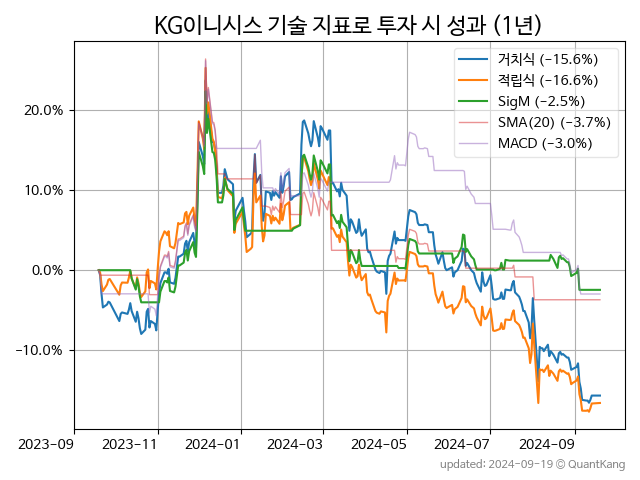 KG이니시스 기술 지표로 투자 시 성과 (1년)
거치식 (−15.6%)
적립식 (−16.6%)
SigM (−2.5%)
SMA(20) (−3.7%)
MACD (−3.0%)
20.0%
10.0%
0.0%
−10.0%
2023-09 2023-11 2024-01 2024-03 2024-05 2024-07 2024-09
updated: 2024-09-19 © QuantKang